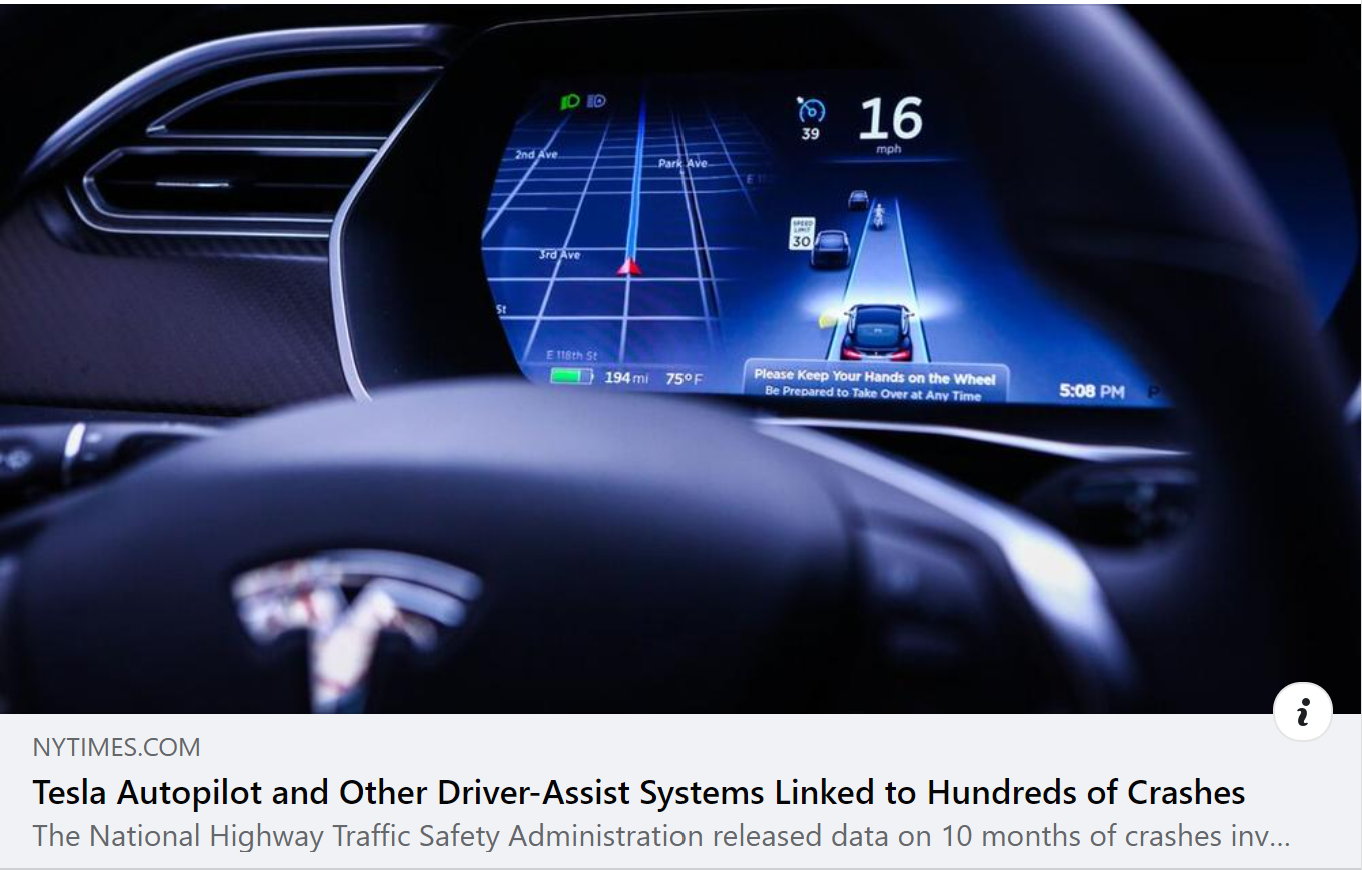 2nd Ave
Park Ave
3rd Ave
St
E 118th St
194 mi 75° F
39
16
mph
SPEED
LIMIT
30
Please Keep Your Hands on the Wheel
Be Prepared to Take Over at Any Time
5:08 PM
P
NYTIMES.COM
Tesla Autopilot and Other Driver-Assist Systems Linked to Hundreds of Crashes
The National Highway Traffic Safety Administration released data on 10 months of crashes inv...